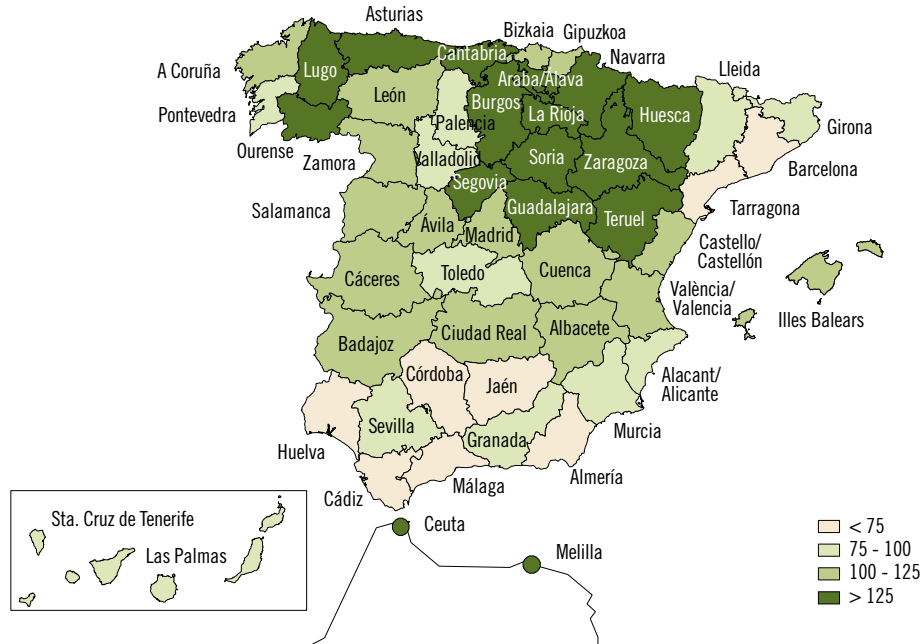 Asturias
Bizkaia
Gipuzkoa
Cantabria
Navarra
A Coruña
Lugo
Araba/Álava
Lleida
León
Burgos
La Rioja
Huesca
Pontevedra
Palencia
Girona
Ourense
Valladolid
Soria
Zaragoza
Zamora
Barcelona
Segovia
Salamanca
Guadalajara
Teruel
Tarragona
Ávila
Madrid
Castello/
Castellón
Cáceres
Toledo
Cuenca
València/
Valencia
Illes Balears
Badajoz
Ciudad Real
Albacete
Córdoba
Jaén
Alacant/
Alicante
Sevilla
Granada
Murcia
Huelva
Almería
Cádiz
Málaga
Sta. Cruz de Tenerife
Las Palmas
Ceuta
Melilla
< 75
75 - 100
100 - 125
> 125